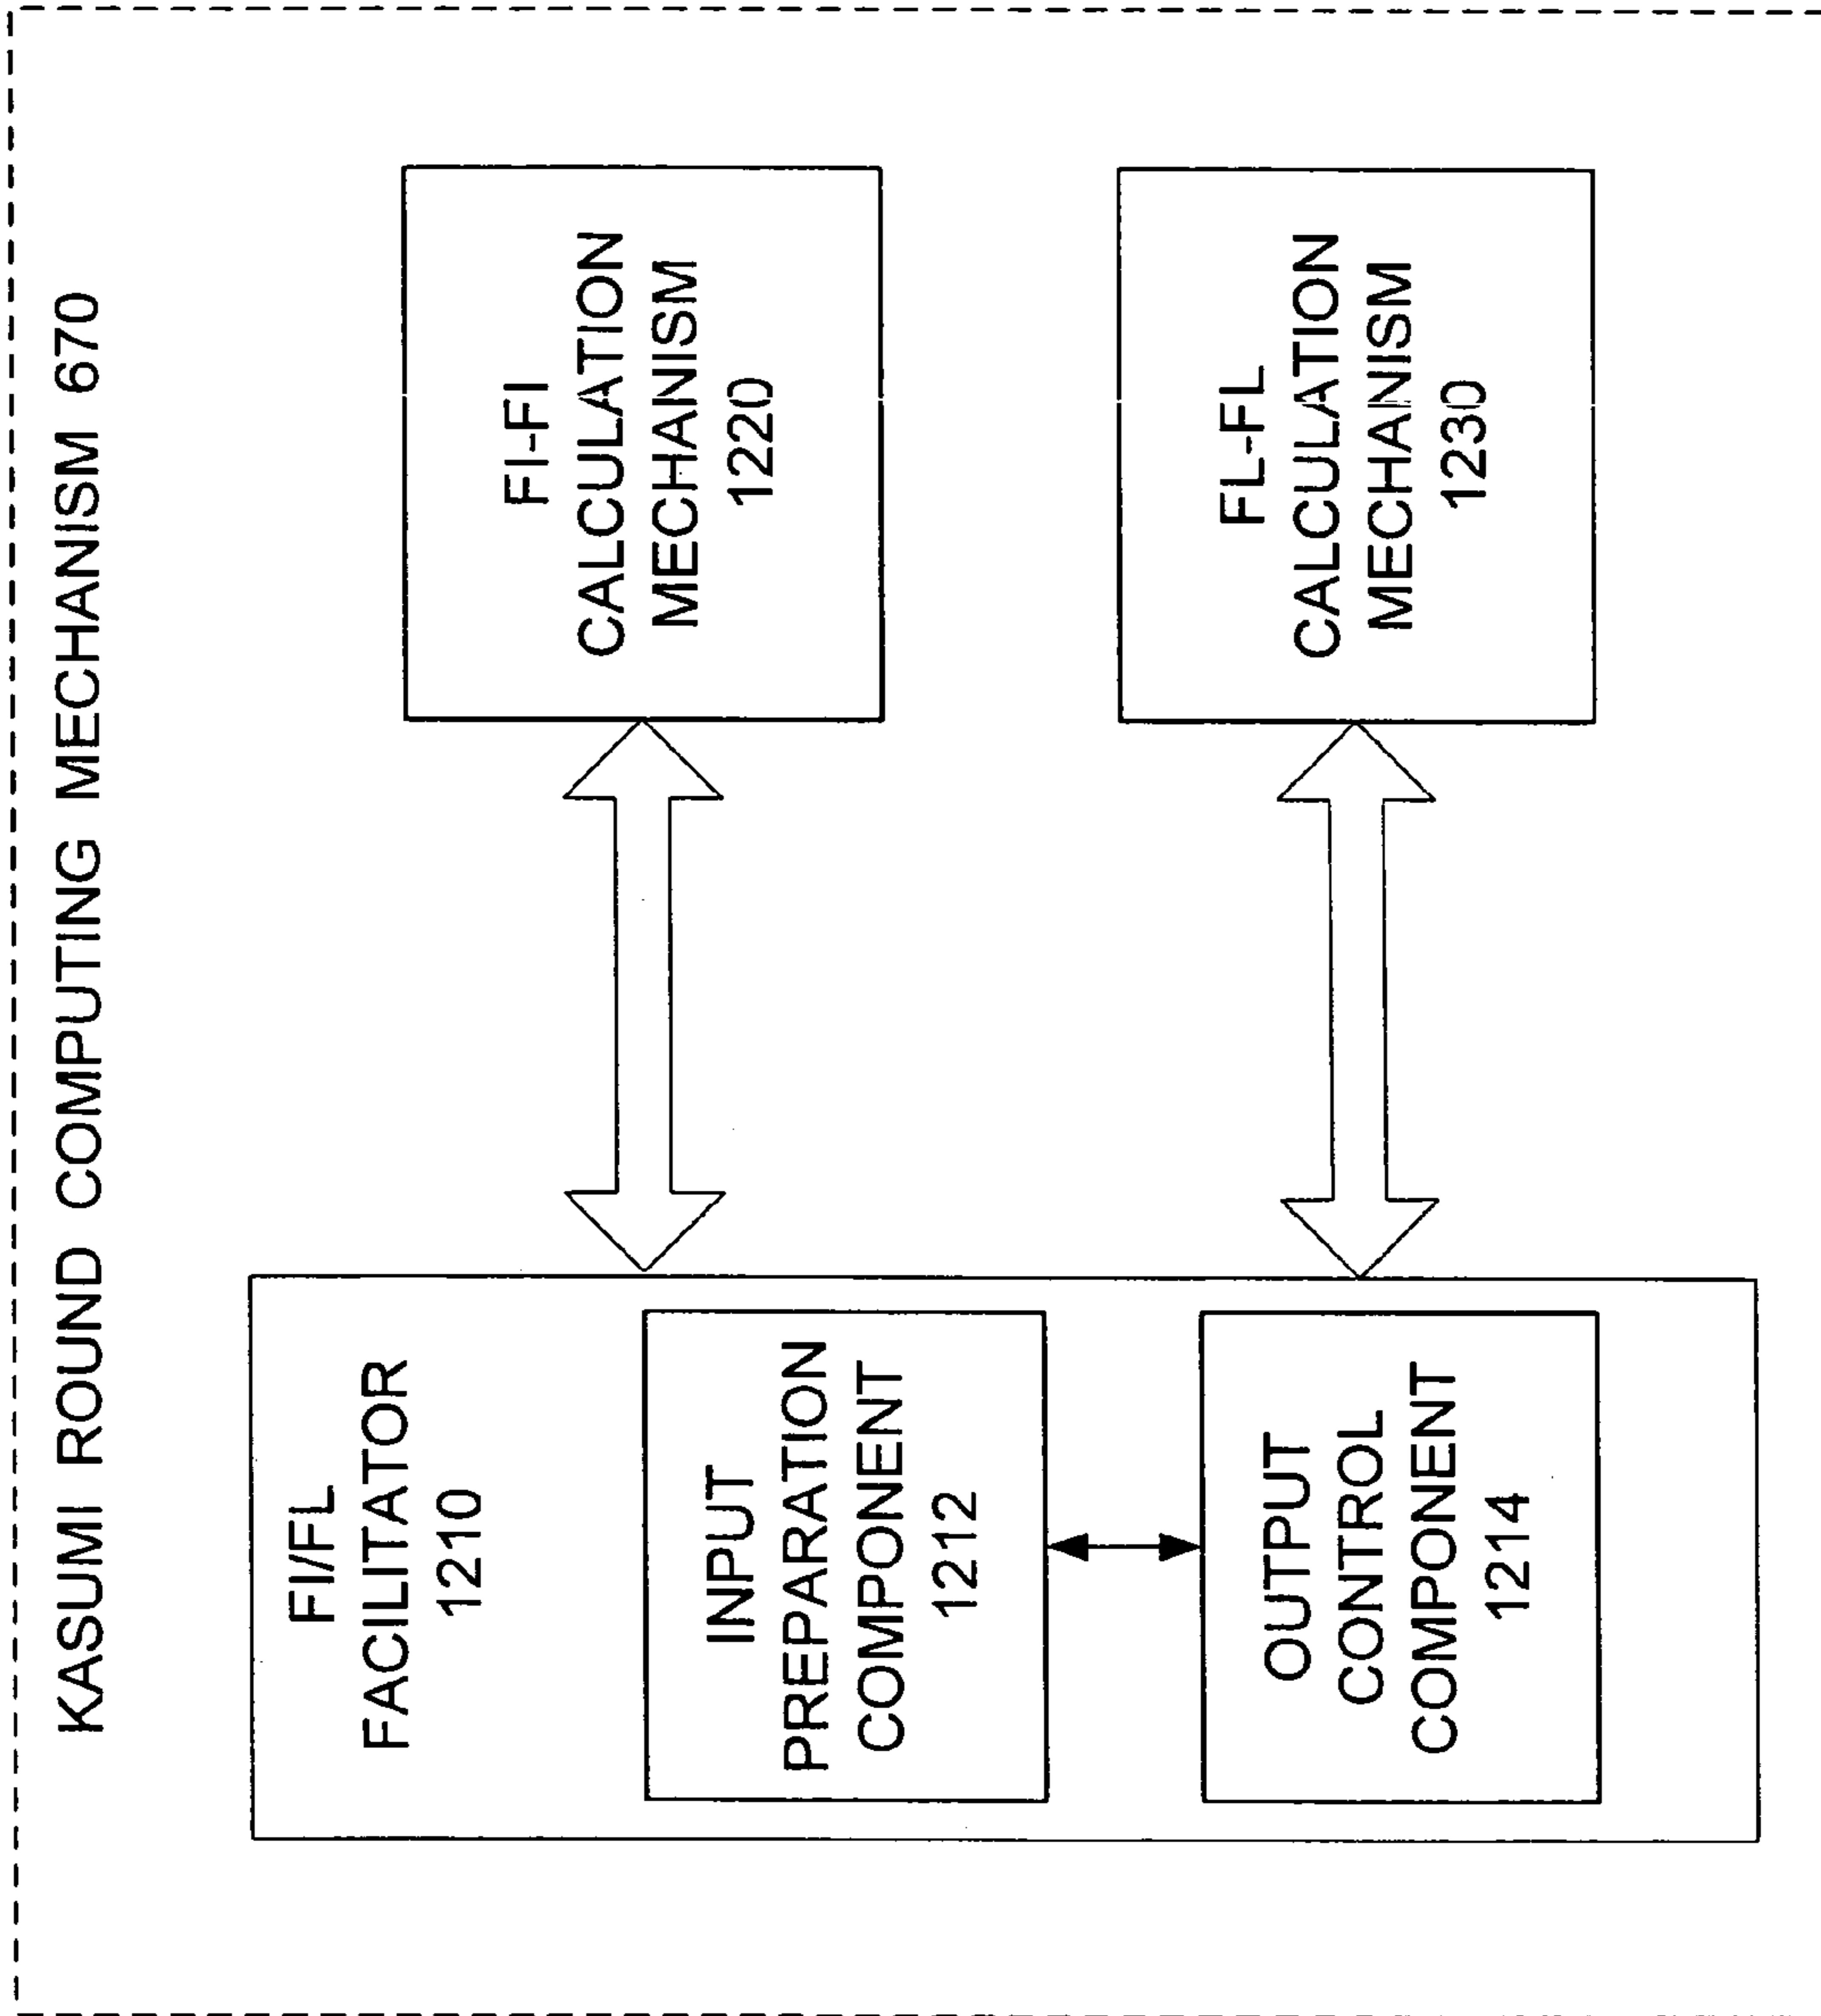 KASUMI ROUND COMPUTING MECHANISM 670
FI/FL
FACILITATOR
1210
INPUT
PREPARATION
COMPONENT
1212
OUTPUT
CONTROL
COMPONENT
1214
FI-FI
CALCULATION
MECHANISM
1220
FL-FL
CALCULATION
MECHANISM
1230